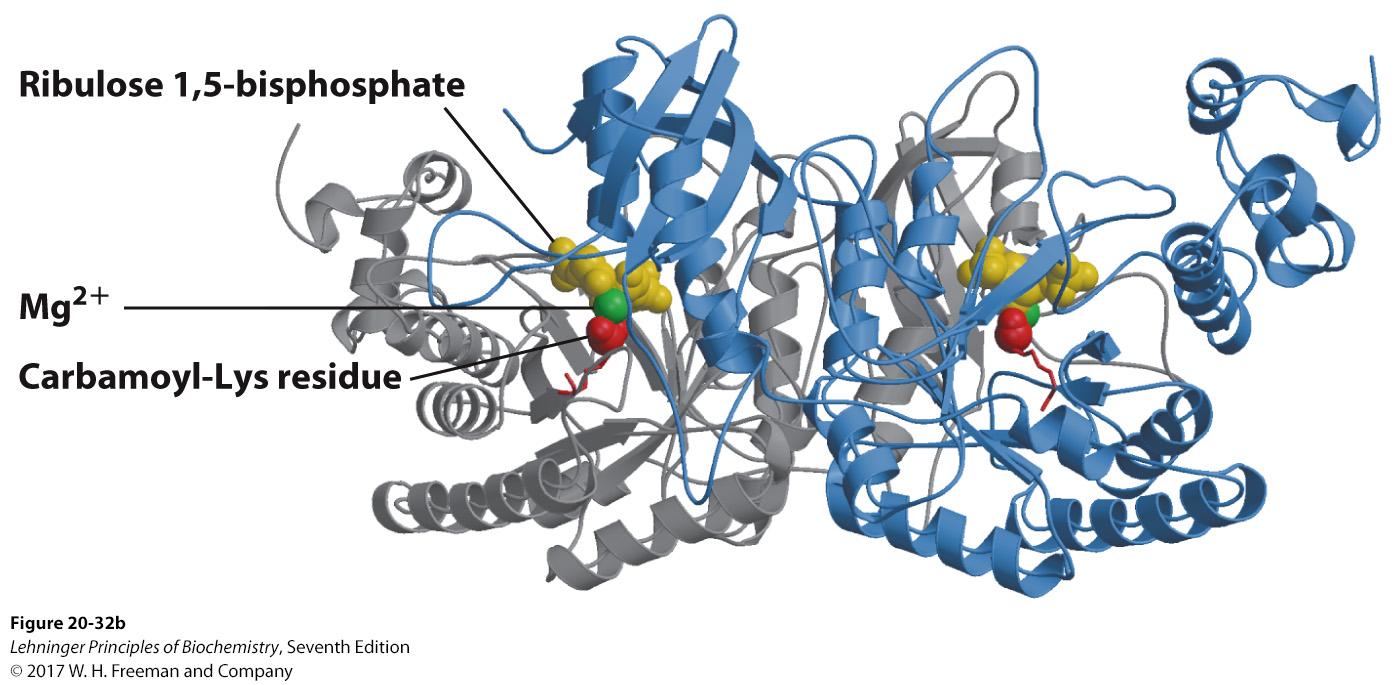 Ribulose 1,5-bisphosphate
Mg²⁺
Carbamoyl-Lys residue
Figure 20-32b
Lehninger Principles of Biochemistry, Seventh Edition
© 2017 W. H. Freeman and Company